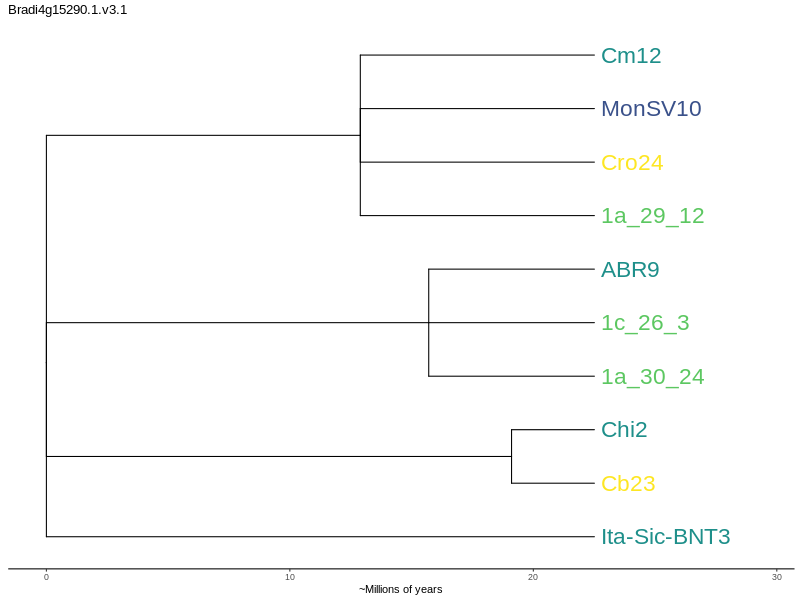 Bradi4g15290.1.v3.1
Cm12
MonSV10
Cro24
1a_29_12
ABR9
1c_26_3
1a_30_24
Chi2
Cb23
Ita-Sic-BNT3
0 10 20 30
~Millions of years